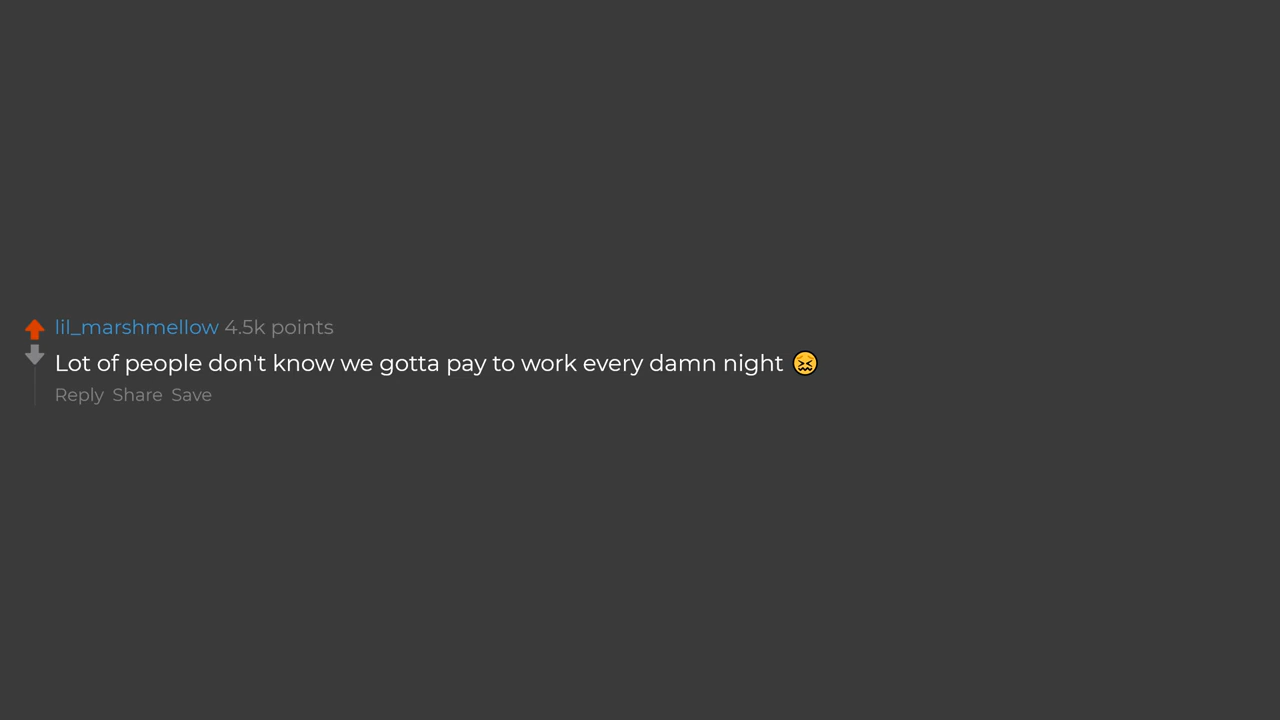 lil_marshmellow 4.5k points
Lot of people don't know we gotta pay to work every damn night 😖
Reply Share Save